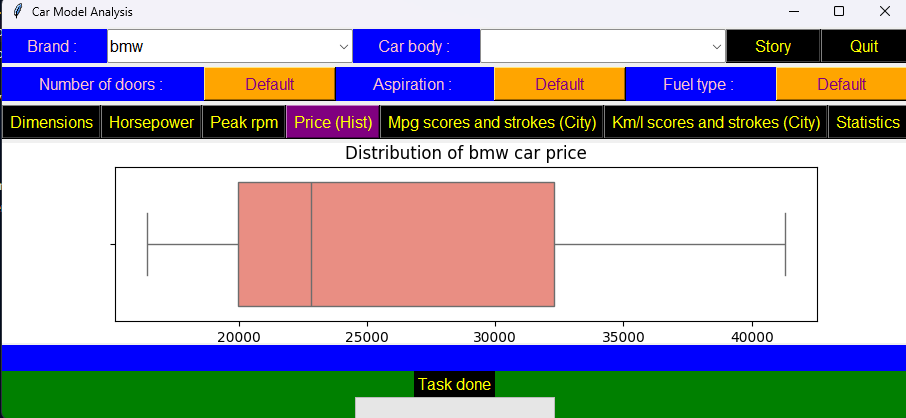 Car Model Analysis
Brand : bmw Car body : Story Quit
Number of doors : Default Aspiration : Default Fuel type : Default
Dimensions Horsepower Peak rpm Price (Hist) Mpg scores and strokes (City) Km/l scores and strokes (City) Statistics
Distribution of bmw car price
20000 25000 30000 35000 40000
Task done